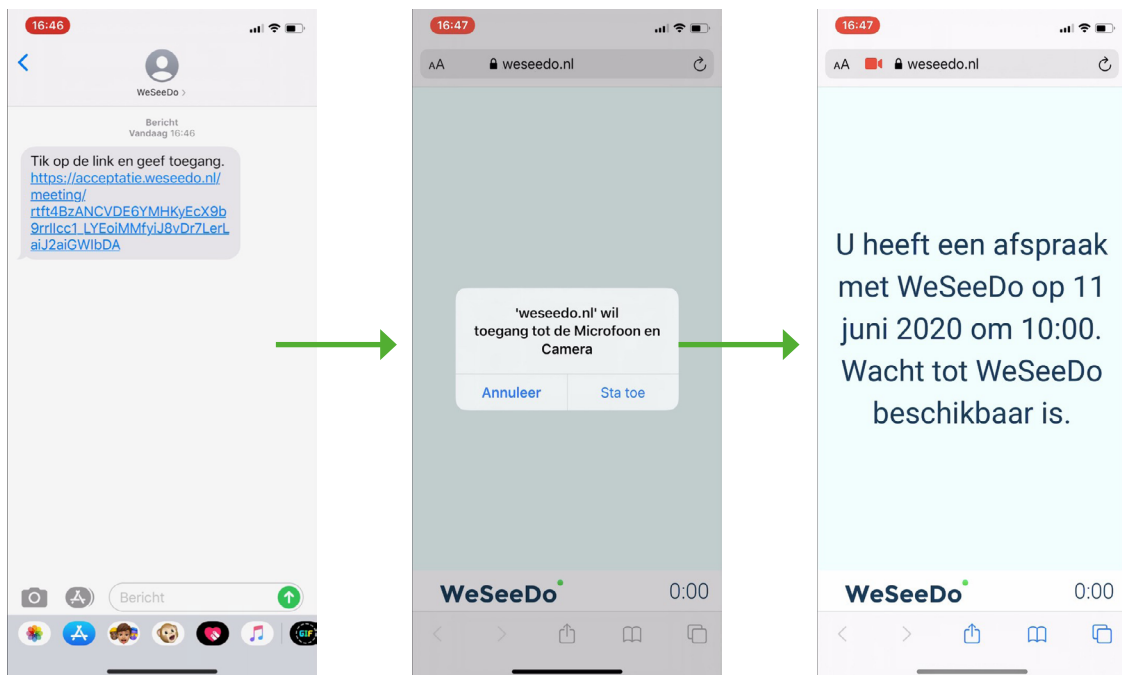 16:46
WeSeeDo
Bericht
Vandaag 16:46
Tik op de link en geef toegang.
https://acceptatie.weseedo.nl/
meeting/
rtft4BzANCVDE6YMHKyEcX9b
9rrlIcc1_LYEoiMMfyiJ8vDr7LerL
aiJ2aiGWIbDA
Bericht
GIF
16:47
AA weseedo.nl
'weseedo.nl' wil
toegang tot de Microfoon en
Camera
Annuleer Sta toe
WeSeeDo 0:00
16:47
AA weseedo.nl
U heeft een afspraak
met WeSeeDo op 11
juni 2020 om 10:00.
Wacht tot WeSeeDo
beschikbaar is.
WeSeeDo 0:00